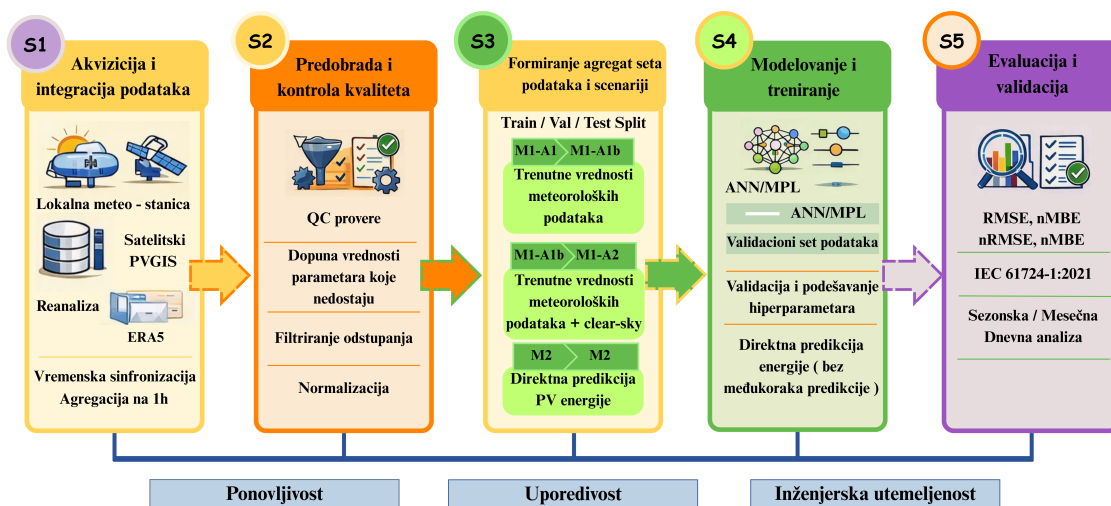 S1
Akvizicija i
integracija podataka
Lokalna meteo - stanica
Satelitski
PVGIS
Reanaliza
ERA5
Vremenska sinfronizacija
Agregacija na 1h
S2
Predobrada i
kontrola kvaliteta
QC provere
Dopuna vrednosti
parametara koje
nedostaju
Filtriranje odstupanja
Normalizacija
S3
Formiranje agregat seta
podataka i scenariji
Train / Val / Test Split
M1-A1 M1-A1b
Trenutne vrednosti
meteoroloških
podataka
M1-A1b M1-A2
Trenutne vrednosti
meteoroloških
podataka + clear-sky
M2 M2
Direktna predikcija
PV energije
S4
Modelovanje i
treniranje
ANN/MPL
ANN/MPL
Validacioni set podataka
Validacija i podešavanje
hiperparametara
Direktna predikcija
energije ( bez
međukoraka predikcije )
S5
Evaluacija i
validacija
RMSE, nMBE
nRMSE, nMBE
IEC 61724-1:2021
Sezonska / Mesečna
Dnevna analiza
Ponovljivost
Uporedivost
Inženjerska utemeljenost